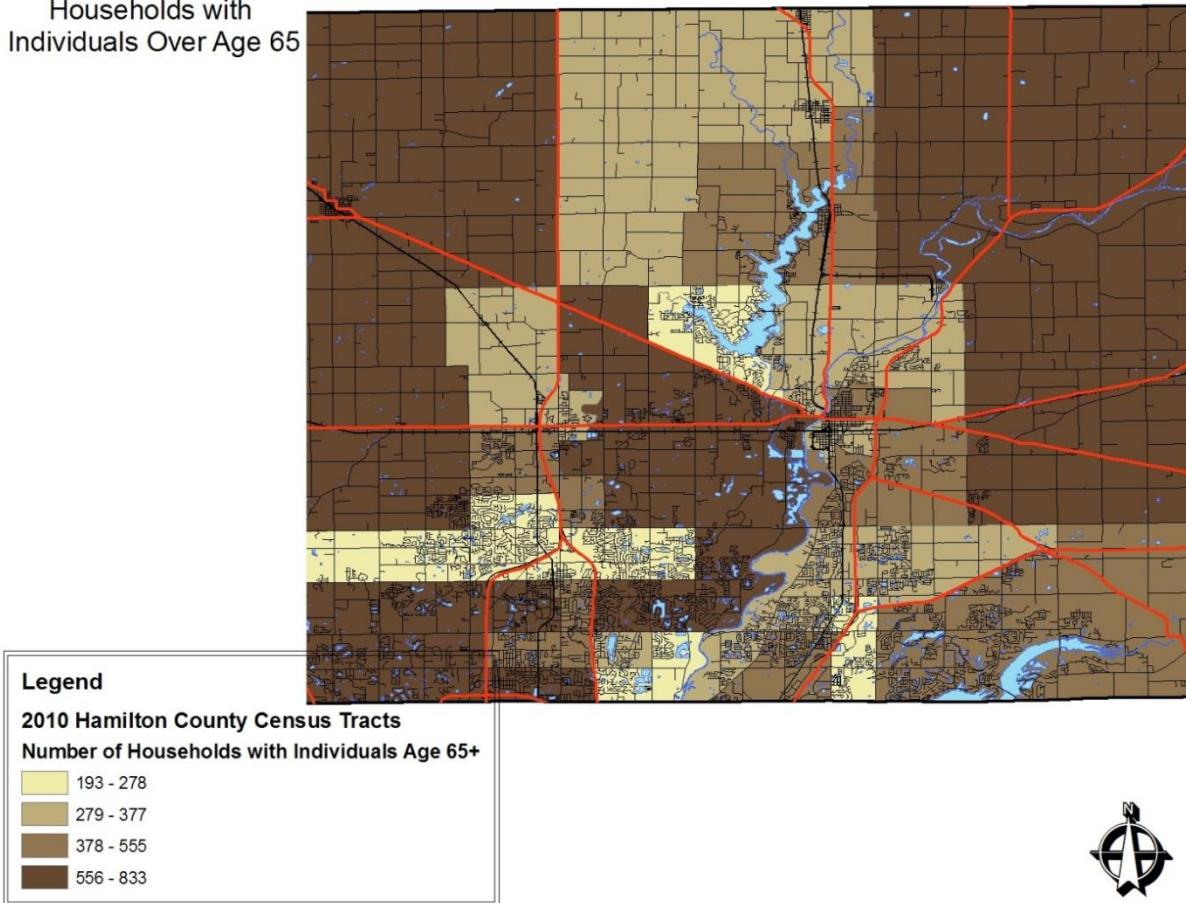 Households with
Individuals Over Age 65
Legend
2010 Hamilton County Census Tracts
Number of Households with Individuals Age 65+
193 - 278
279 - 377
378 - 555
556 - 833
N